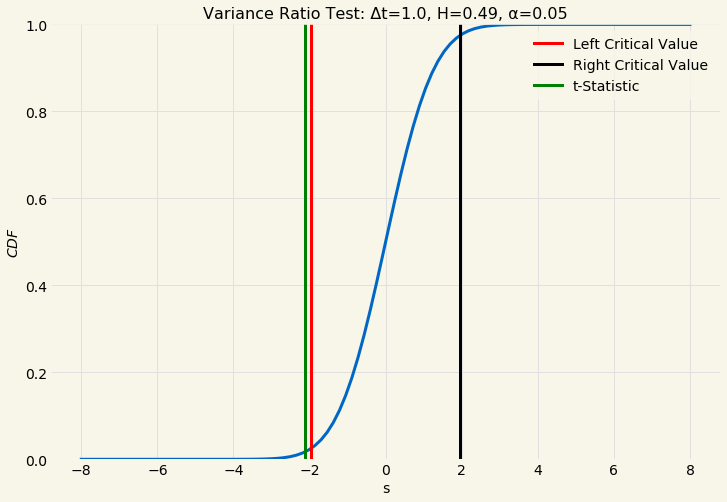 Variance Ratio Test: Δt=1.0, H=0.49, α=0.05
Left Critical Value
Right Critical Value
t-Statistic
CDF
1.0
0.8
0.6
0.4
0.2
0.0
−8 −6 −4 −2 0 2 4 6 8
s